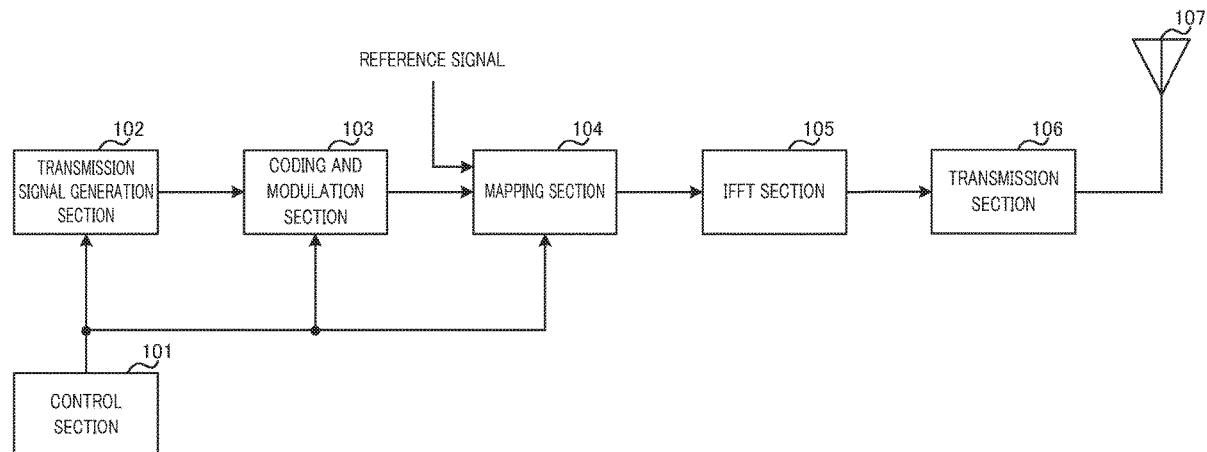 107
REFERENCE SIGNAL
102
TRANSMISSION
SIGNAL GENERATION
SECTION
103
CODING AND
MODULATION
SECTION
104
MAPPING SECTION
105
IFFT SECTION
106
TRANSMISSION
SECTION
101
CONTROL
SECTION